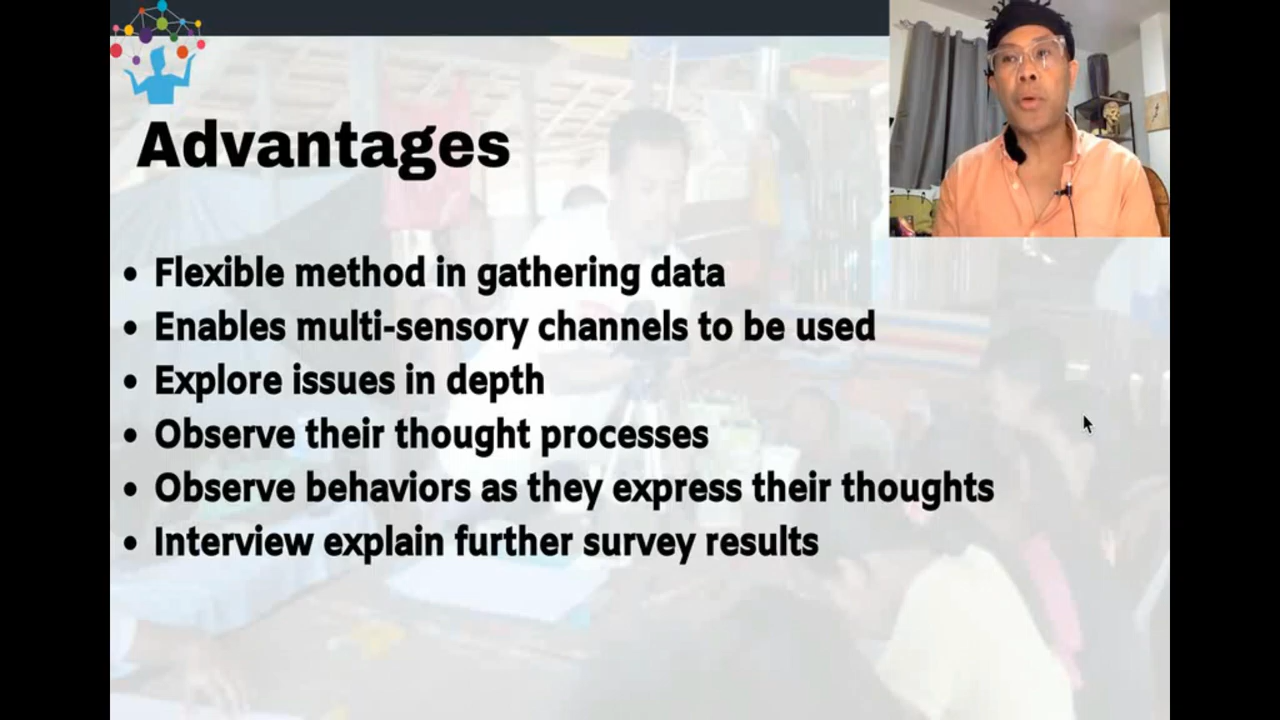 Advantages
• Flexible method in gathering data
• Enables multi-sensory channels to be used
• Explore issues in depth
• Observe their thought processes
• Observe behaviors as they express their thoughts
• Interview explain further survey results